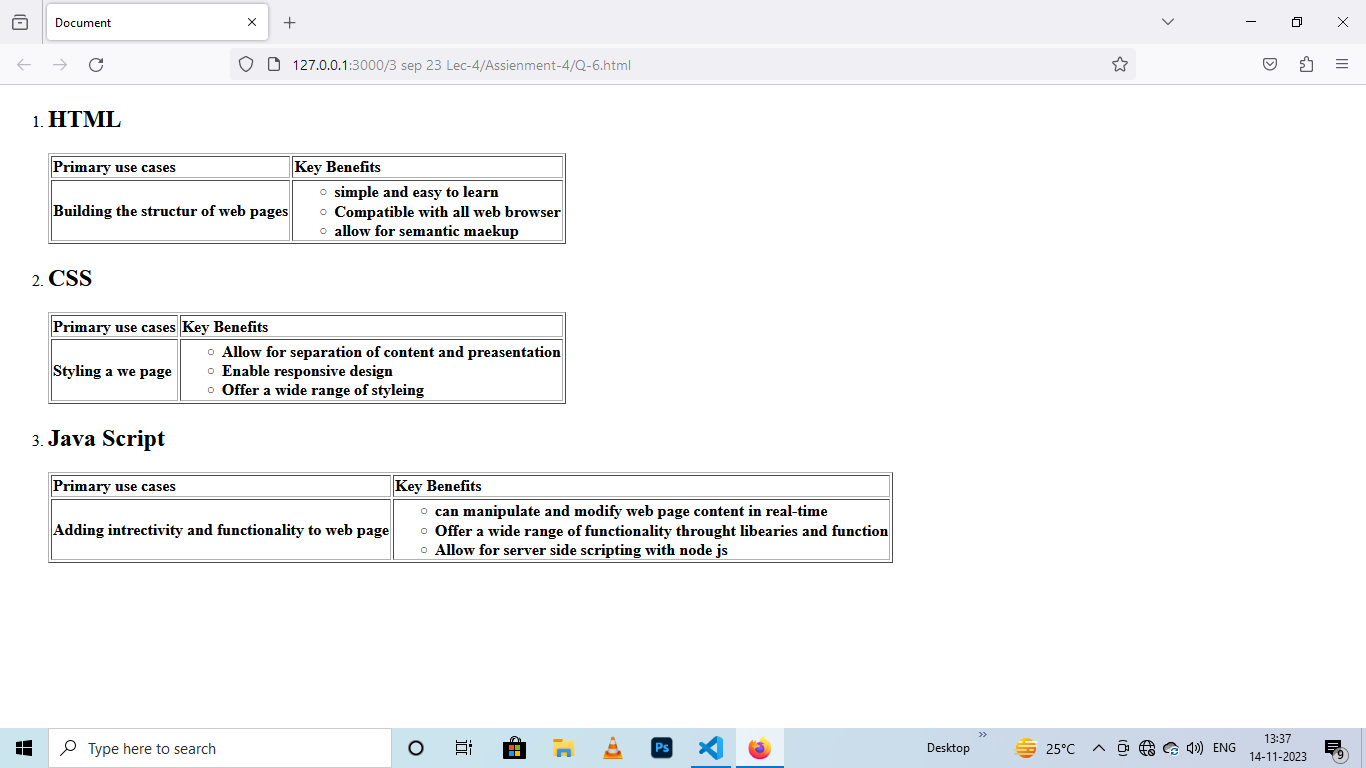 Document
127.0.0.1:3000/3 sep 23 Lec-4/Assienment-4/Q-6.html
1. HTML
Primary use cases Key Benefits
Building the structur of web pages
simple and easy to learn
Compatible with all web browser
allow for semantic maekup
2. CSS
Primary use cases Key Benefits
Styling a we page
Allow for separation of content and preasentation
Enable responsive design
Offer a wide range of styleing
3. Java Script
Primary use cases Key Benefits
Adding intrectivity and functionality to web page
can manipulate and modify web page content in real-time
Offer a wide range of functionality throught libearies and function
Allow for server side scripting with node js
Type here to search
Ps
Desktop
25°C
ENG
13:37
14-11-2023
9